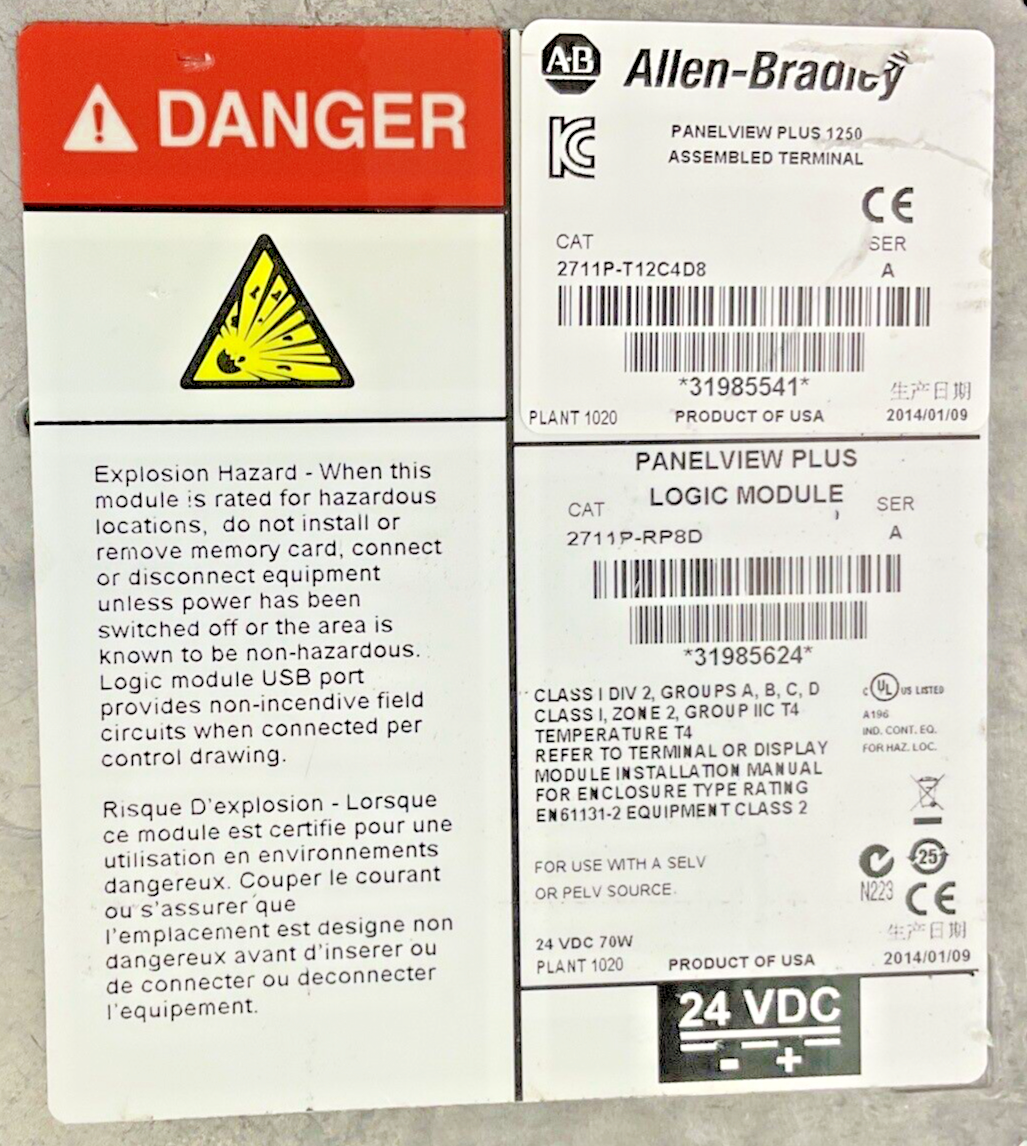 DANGER
Explosion Hazard - When this
module is rated for hazardous
locations, do not install or
remove memory card, connect
or disconnect equipment
unless power has been
switched off or the area is
known to be non-hazardous.
Logic module USB port
provides non-incendive field
circuits when connected per
control drawing.
Risque D'explosion - Lorsque
ce module est certifie pour une
utilisation en environnements
dangereux. Couper le courant
ou s'assurer que
l'emplacement est designe non
dangereux avant d'inserer ou
de connecter ou deconnecter
l'equipement.
A-B Allen-Bradley
PANELVIEW PLUS 1250
ASSEMBLED TERMINAL
CE
CAT SER
2711P-T12C4D8 A
*31985541*
生产日期
PLANT 1020 PRODUCT OF USA 2014/01/09
PANELVIEW PLUS
LOGIC MODULE
CAT SER
2711P-RP8D A
*31985624*
CLASS I DIV 2, GROUPS A, B, C, D
CLASS I, ZONE 2, GROUP IIC T4
TEMPERATURE T4
REFER TO TERMINAL OR DISPLAY
MODULE INSTALLATION MANUAL
FOR ENCLOSURE TYPE RATING
EN61131-2 EQUIPMENT CLASS 2
C UL US LISTED
A196
IND. CONT. EQ.
FOR HAZ. LOC.
FOR USE WITH A SELV
OR PELV SOURCE.
25
N223 CE
生产日期
24 VDC 70W
PLANT 1020 PRODUCT OF USA 2014/01/09
24 VDC
- +